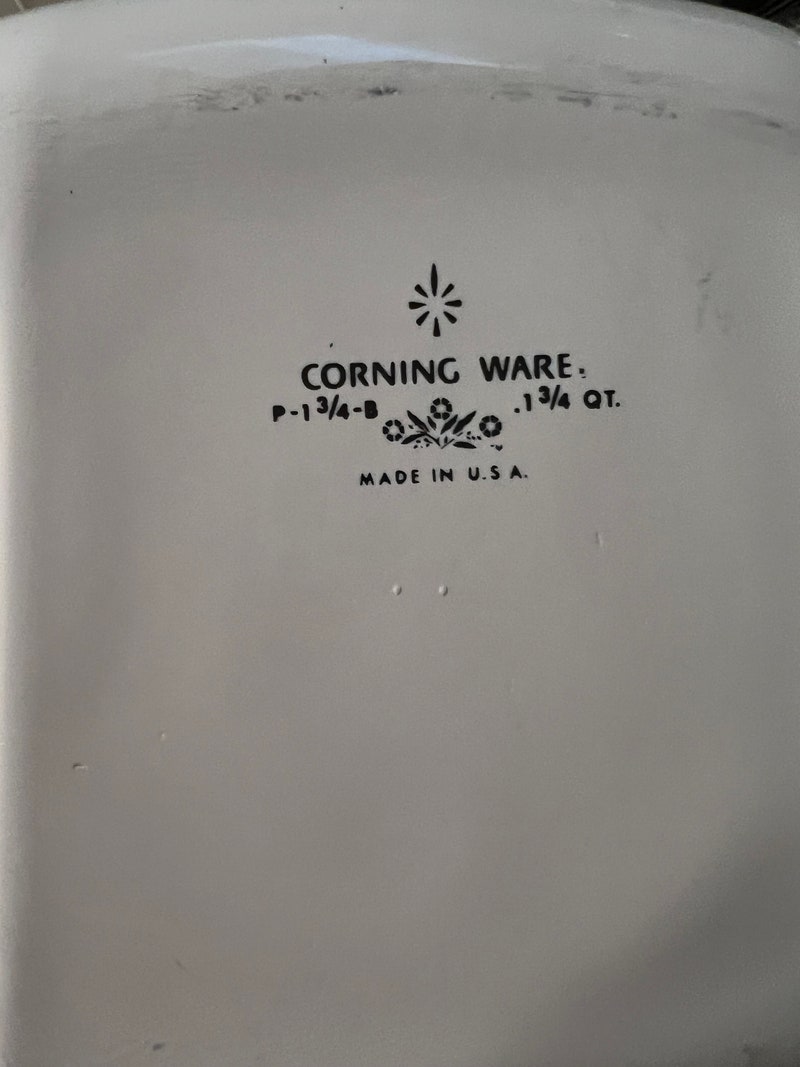 CORNING WARE.
P-1 3/4-B .1 3/4 QT.
MADE IN U.S A.